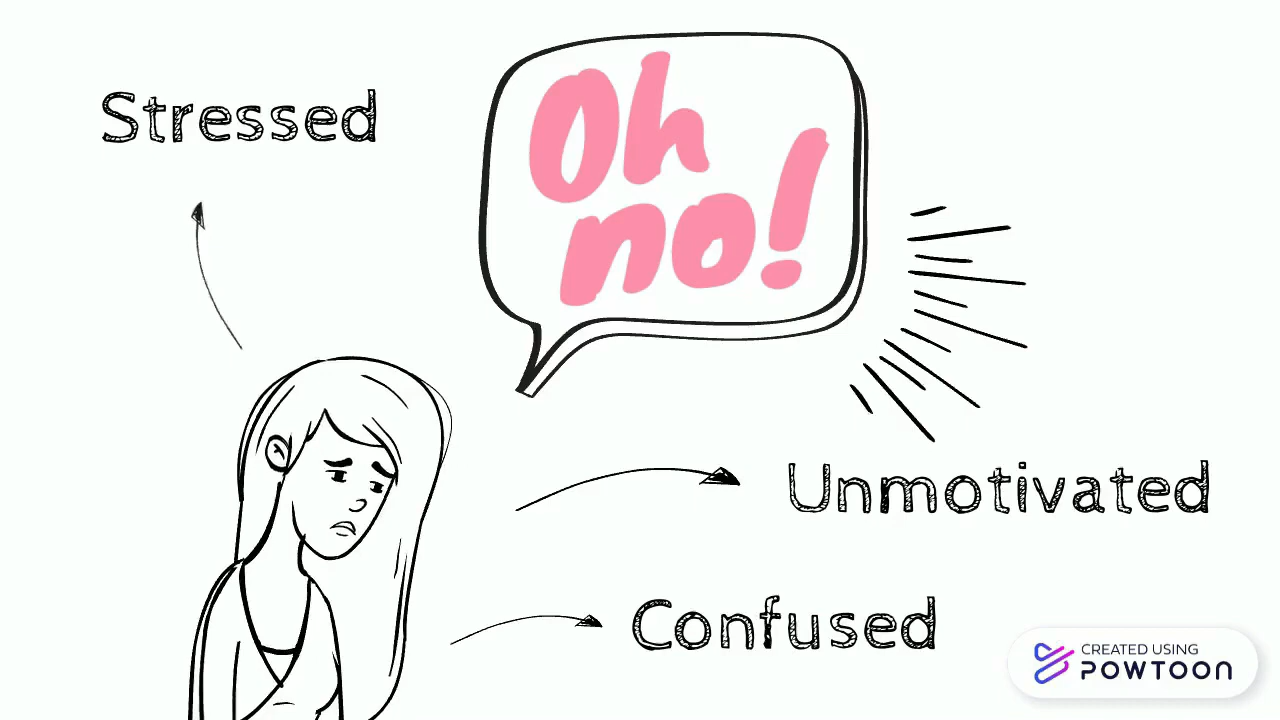 Stressed
Oh
no!
Unmotivated
Confused
CREATED USING
POWTOON